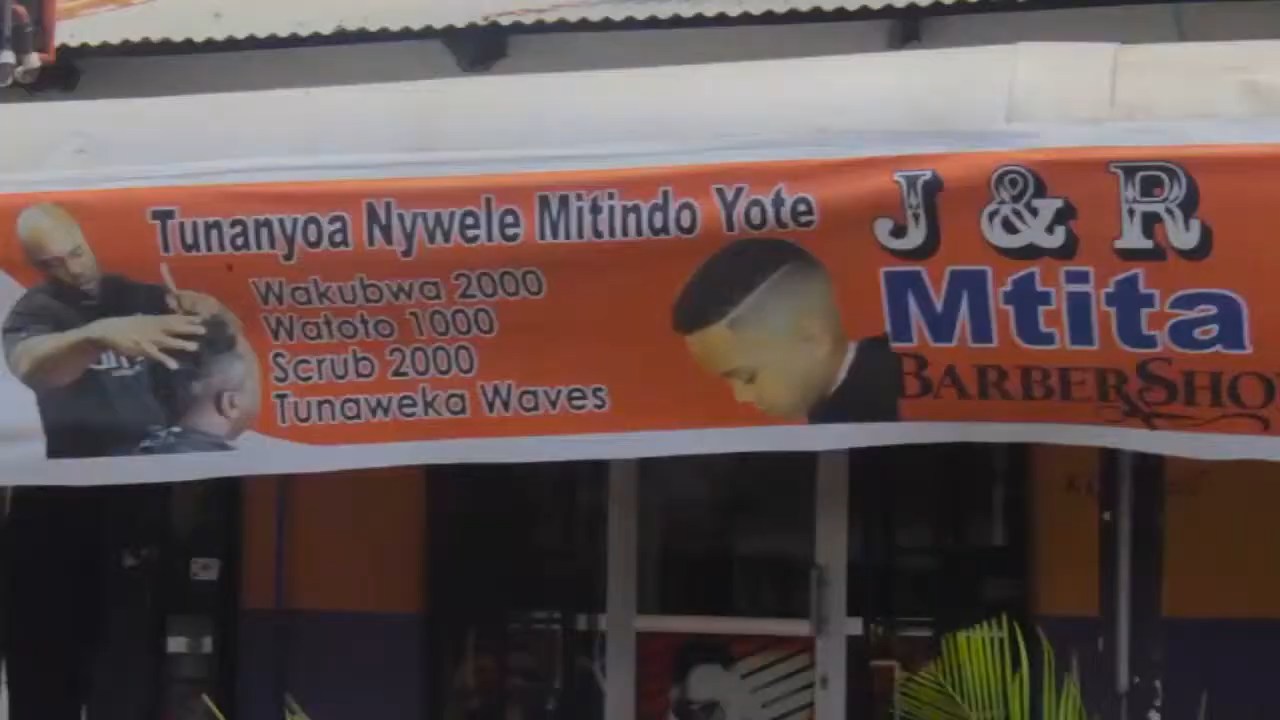 Tunanyoa Nywele Mitindo Yote
Wakubwa 2000
Watoto 1000
Scrub 2000
Tunaweka Waves
J & R
Mtita
BARBERSHO